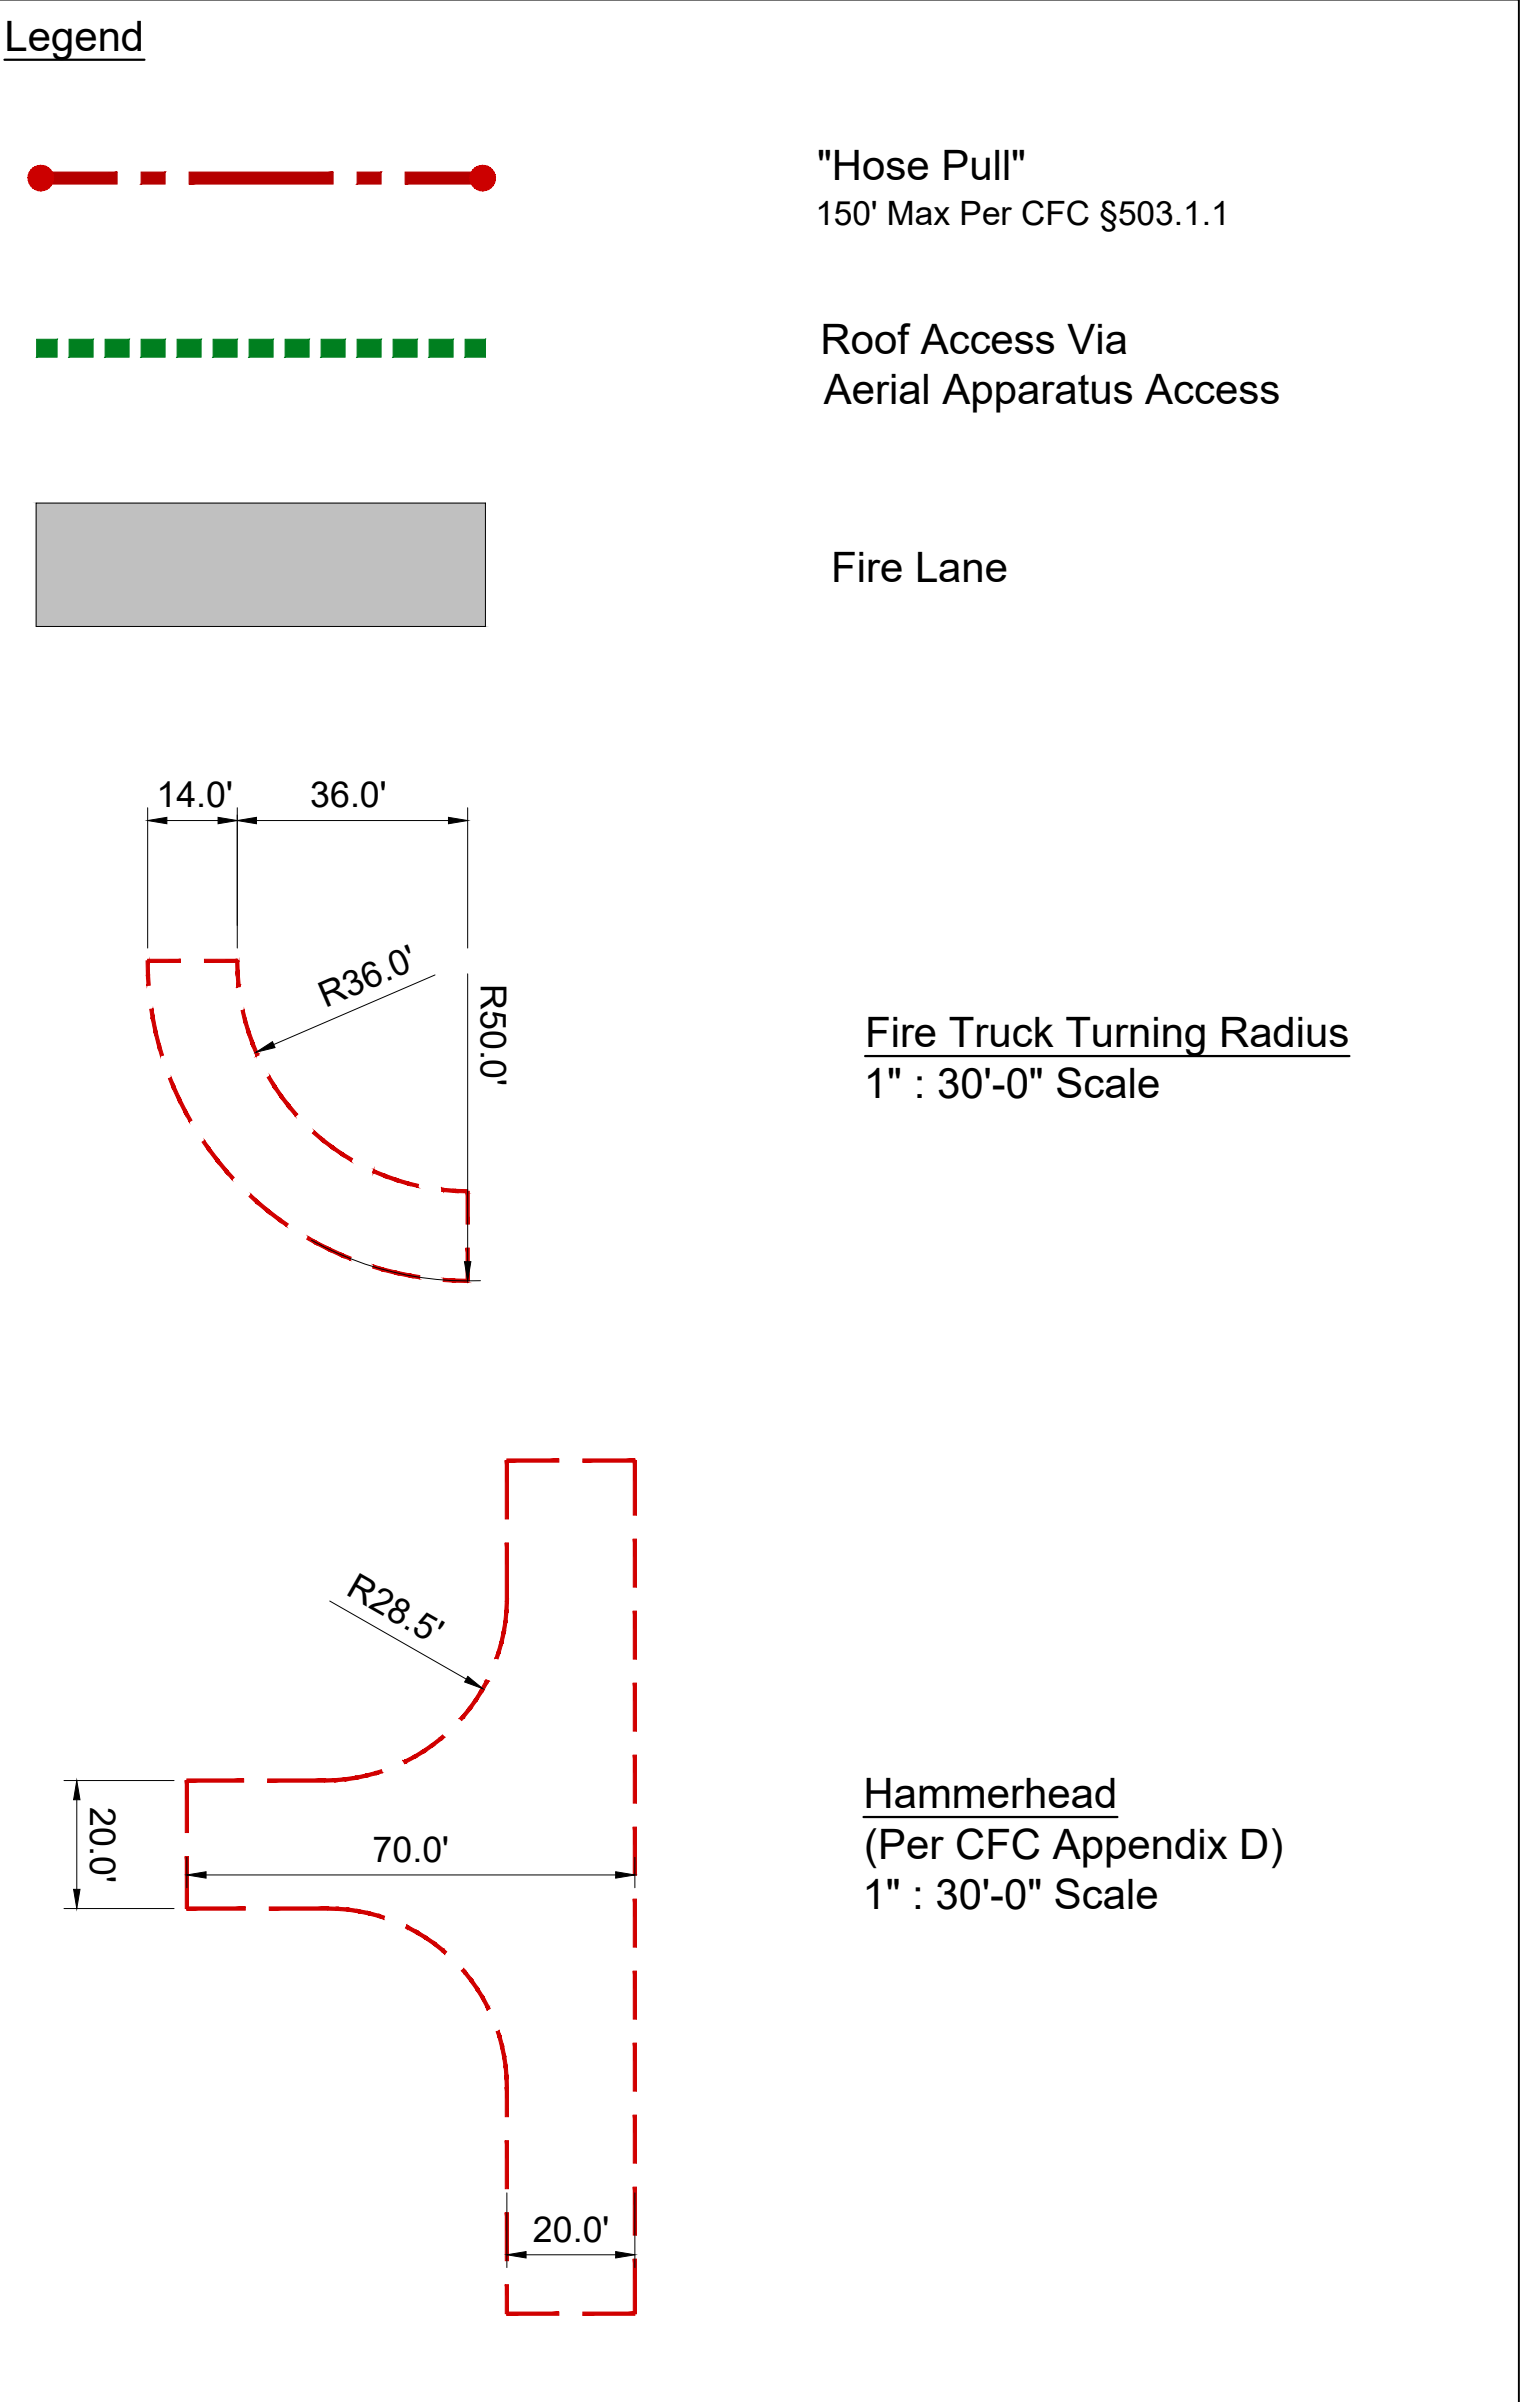 Legend
"Hose Pull"
150' Max Per CFC §503.1.1
Roof Access Via
Aerial Apparatus Access
Fire Lane
14.0'
36.0'
R36.0'
R50.0'
Fire Truck Turning Radius
1" : 30'-0" Scale
R28.5'
20.0'
70.0'
Hammerhead
(Per CFC Appendix D)
1" : 30'-0" Scale
20.0'